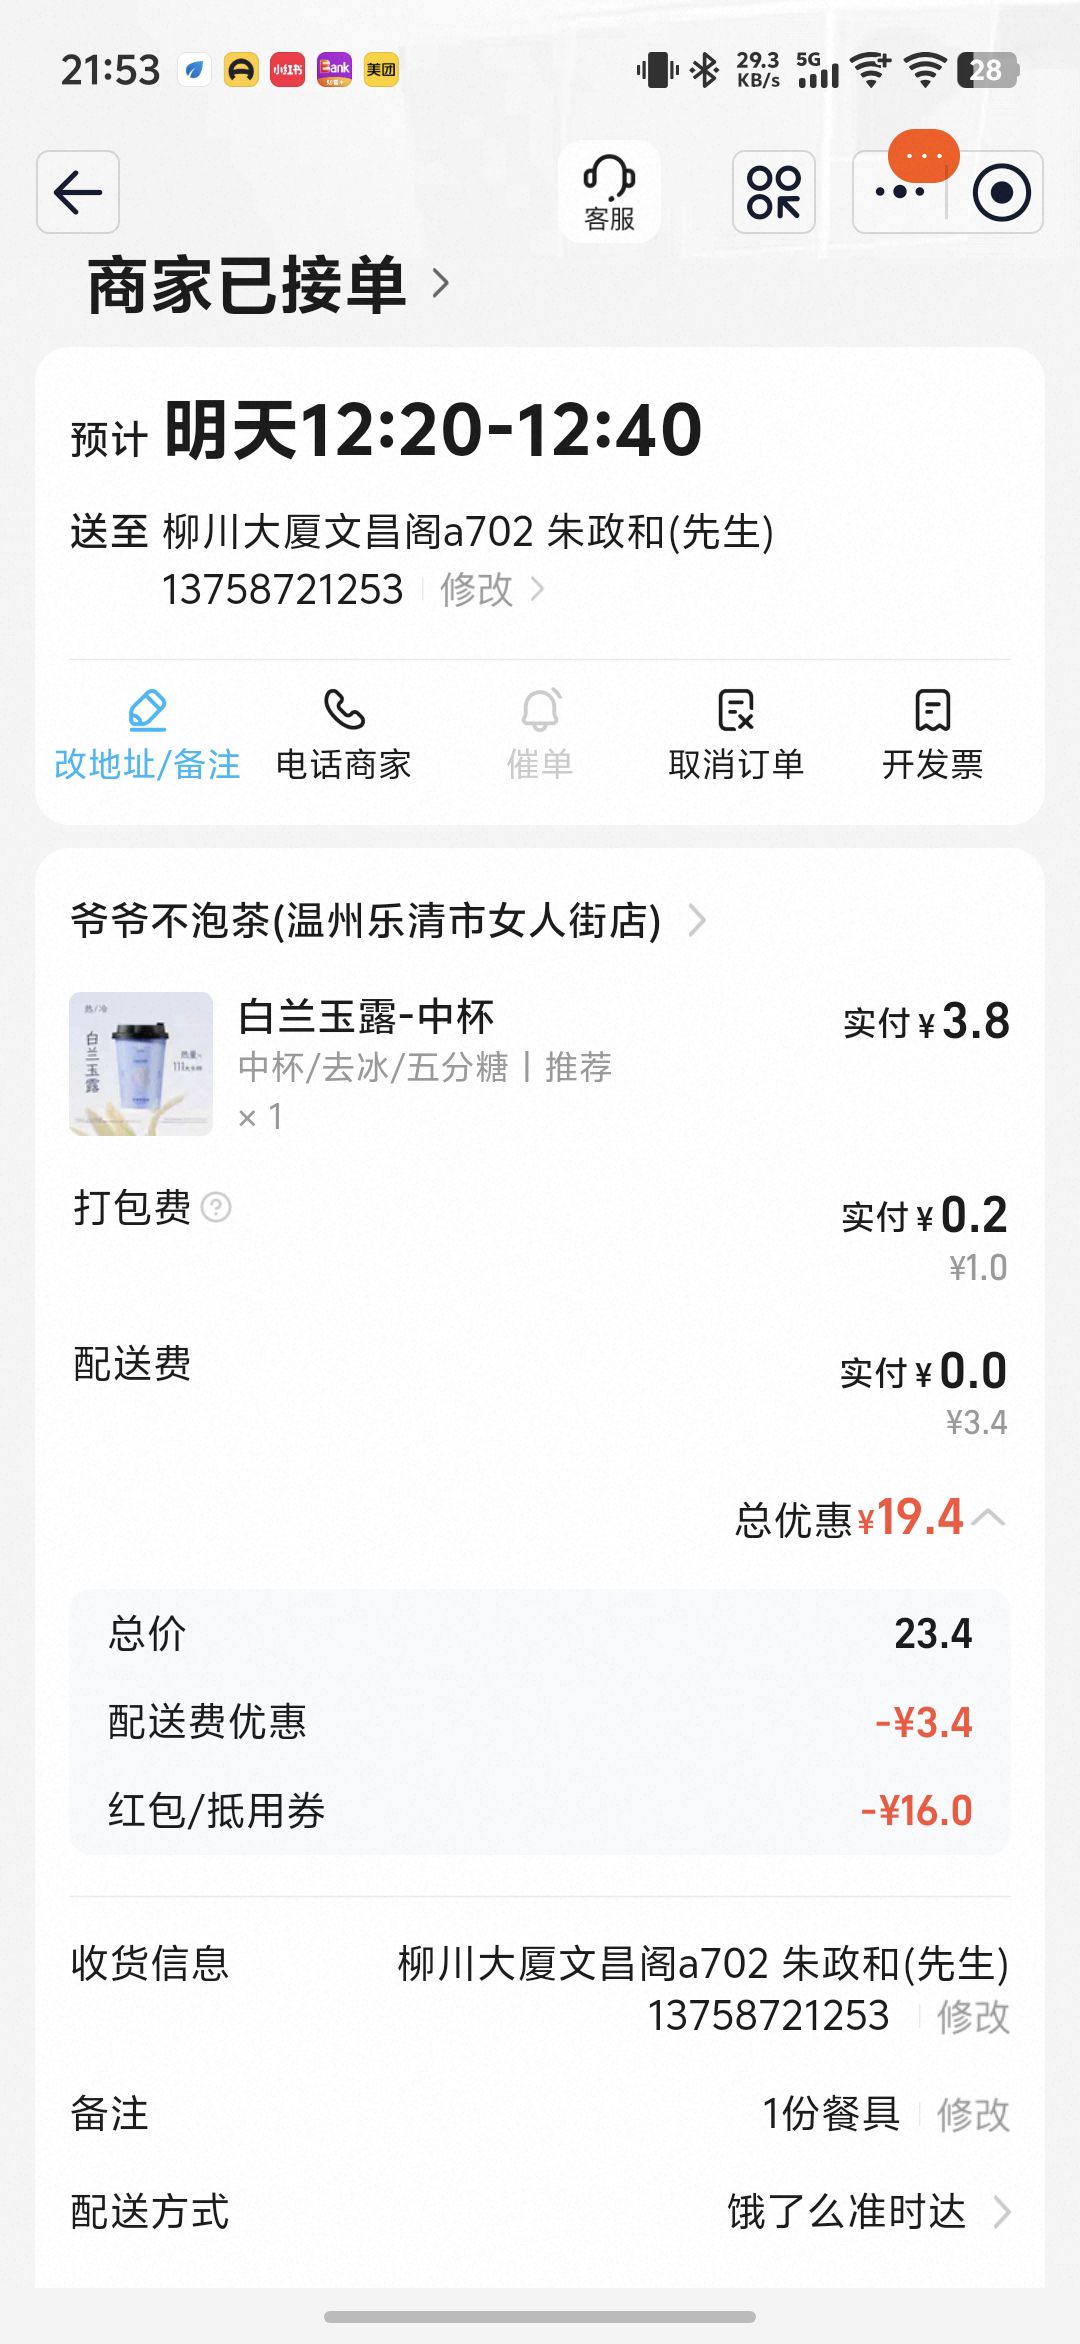 21:53
小红书
Bank
美团
29.3
KB/s
5G
28
客服
商家已接单
预计 明天12:20-12:40
送至 柳川大厦文昌阁a702 朱政和(先生)
13758721253 修改
改地址/备注 电话商家 催单 取消订单 开发票
爷爷不泡茶(温州乐清市女人街店)
热/冷
白兰玉露
白兰玉露-中杯 实付¥3.8
中杯/去冰/五分糖 | 推荐
× 1
打包费 实付¥0.2
¥1.0
配送费 实付¥0.0
¥3.4
总优惠¥19.4
总价 23.4
配送费优惠 -¥3.4
红包/抵用券 -¥16.0
收货信息 柳川大厦文昌阁a702 朱政和(先生)
13758721253 修改
备注 1份餐具 修改
配送方式 饿了么准时达